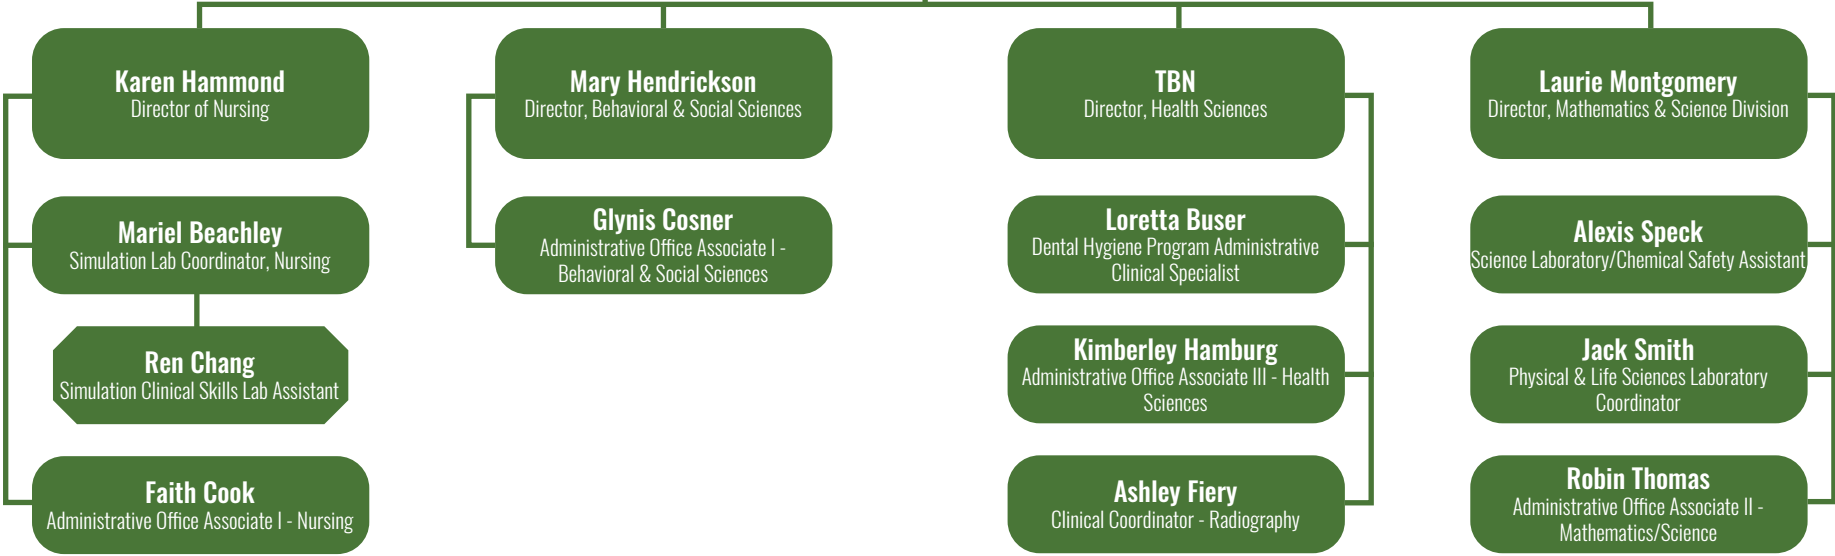 Karen Hammond
Director of Nursing
Mariel Beachley
Simulation Lab Coordinator, Nursing
Ren Chang
Simulation Clinical Skills Lab Assistant
Faith Cook
Administrative Office Associate I - Nursing
Mary Hendrickson
Director, Behavioral & Social Sciences
Glynis Cosner
Administrative Office Associate I -
Behavioral & Social Sciences
TBN
Director, Health Sciences
Loretta Buser
Dental Hygiene Program Administrative
Clinical Specialist
Kimberley Hamburg
Administrative Office Associate III - Health
Sciences
Ashley Fiery
Clinical Coordinator - Radiography
Laurie Montgomery
Director, Mathematics & Science Division
Alexis Speck
Science Laboratory/Chemical Safety Assistant
Jack Smith
Physical & Life Sciences Laboratory
Coordinator
Robin Thomas
Administrative Office Associate II -
Mathematics/Science